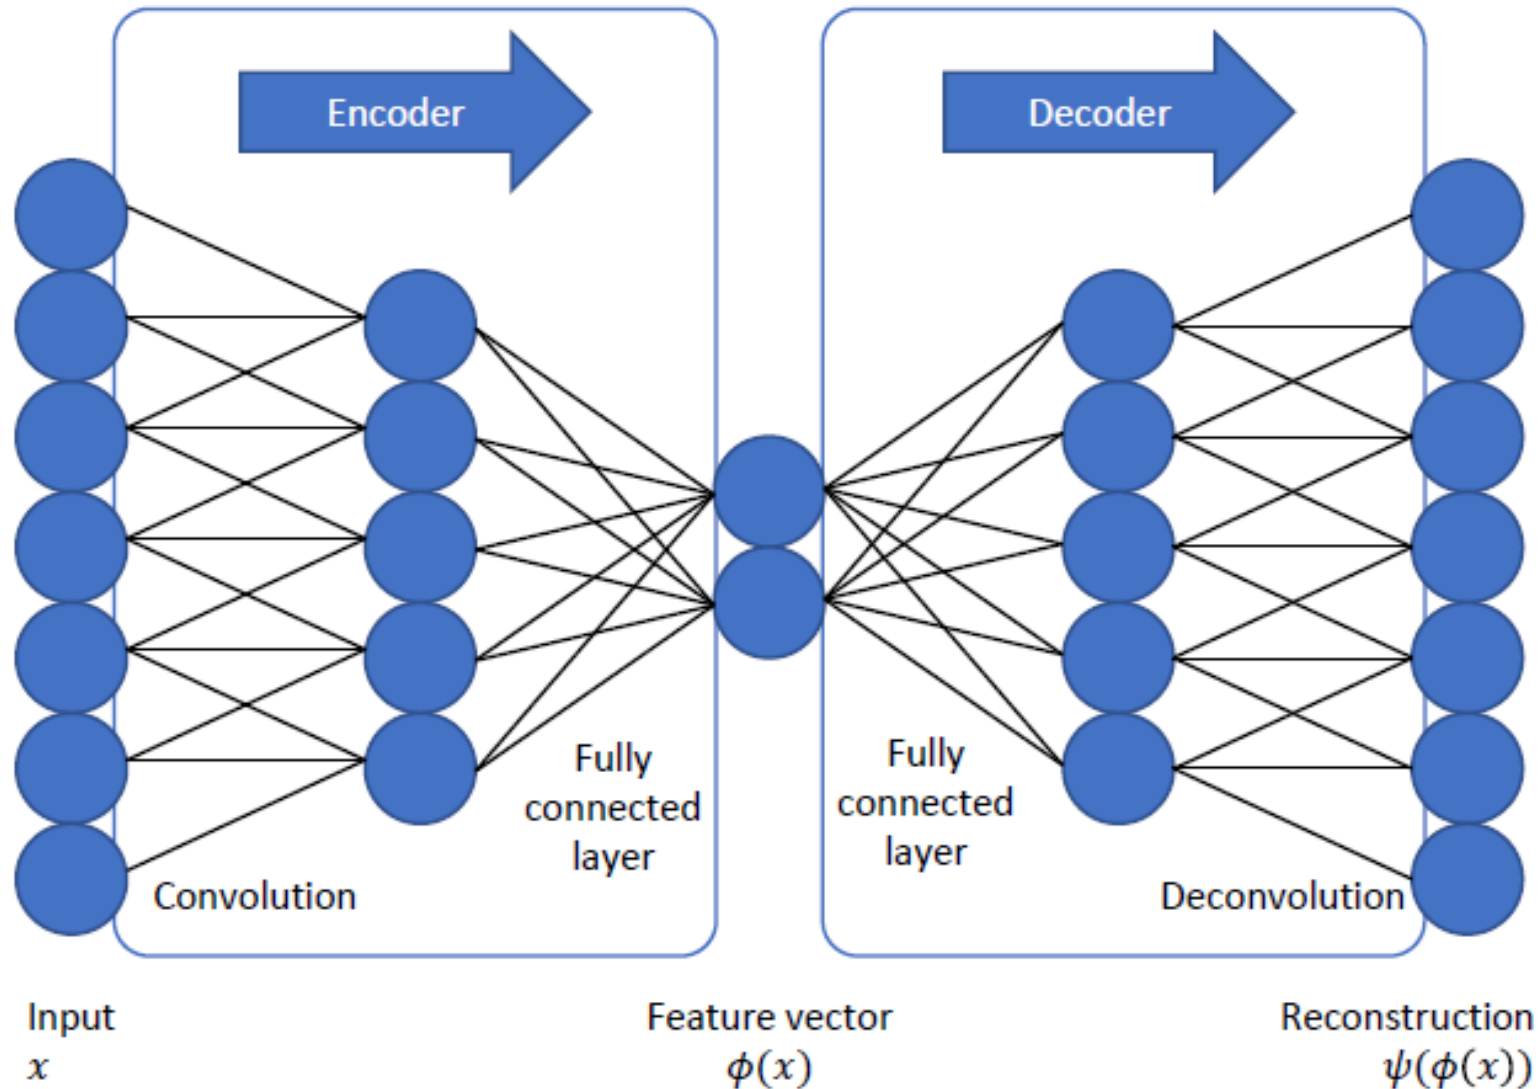 Encoder
Decoder
Fully
connected
layer
Fully
connected
layer
Convolution
Deconvolution
Input
x
Feature vector
ϕ(x)
Reconstruction
ψ(ϕ(x))